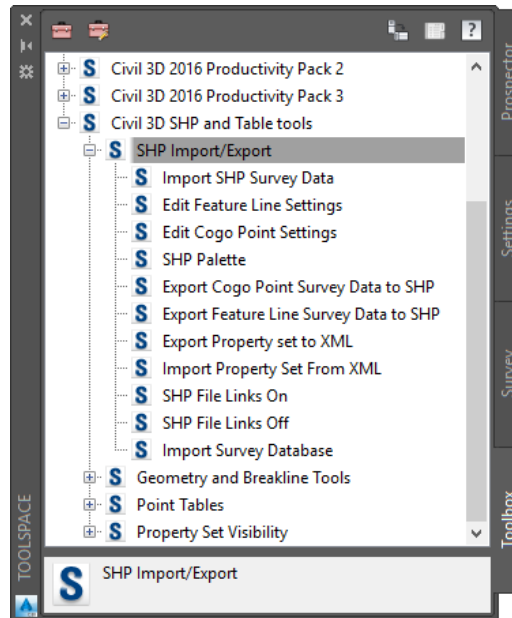 Civil 3D 2016 Productivity Pack 2
Civil 3D 2016 Productivity Pack 3
Civil 3D SHP and Table tools
SHP Import/Export
Import SHP Survey Data
Edit Feature Line Settings
Edit Cogo Point Settings
SHP Palette
Export Cogo Point Survey Data to SHP
Export Feature Line Survey Data to SHP
Export Property set to XML
Import Property Set From XML
SHP File Links On
SHP File Links Off
Import Survey Database
Geometry and Breakline Tools
Point Tables
Property Set Visibility
SHP Import/Export
TOOLSPACE
Prospector
Settings
Survey
Toolbox